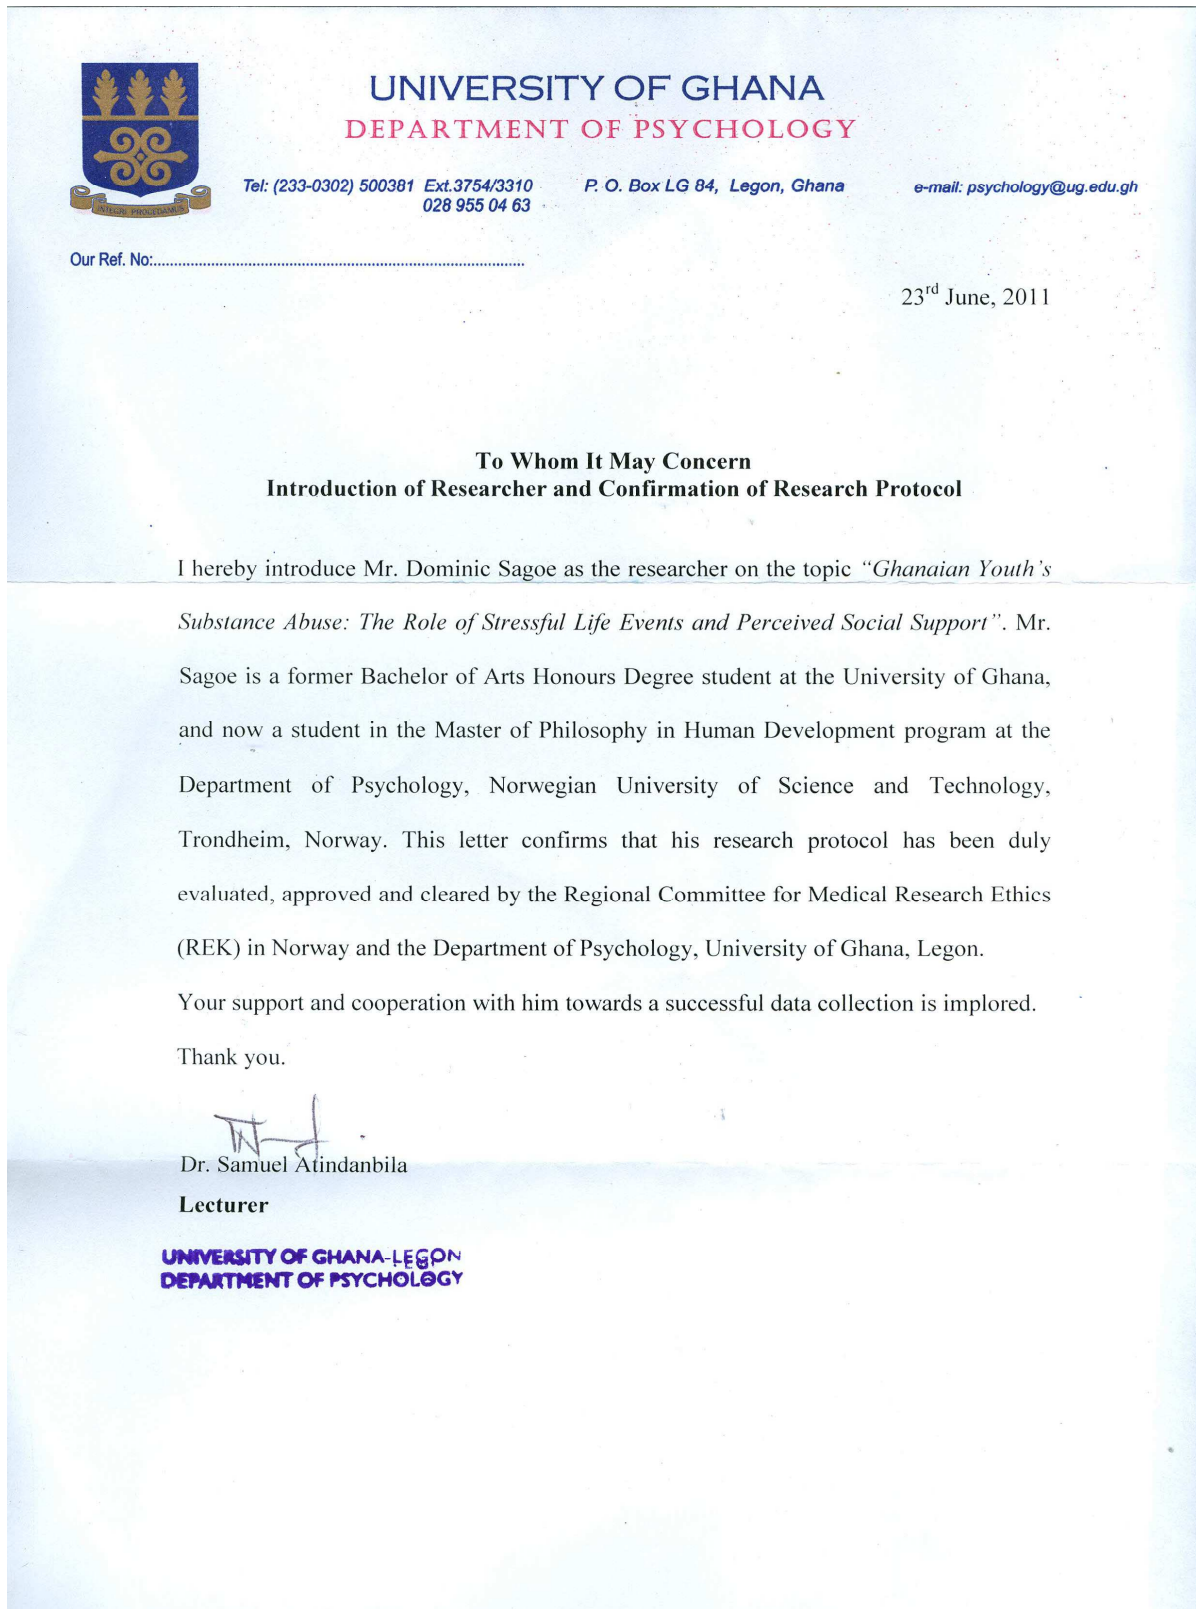 UNIVERSITY OF GHANA
DEPARTMENT OF PSYCHOLOGY
Tel: (233-0302) 500381 Ext.3754/3310 P. O. Box LG 84, Legon, Ghana e-mail: psychology@ug.edu.gh
028 955 04 63
INTEGRI PROCEDAMUS
Our Ref. No:..........................................................................................
23rd June, 2011
To Whom It May Concern
Introduction of Researcher and Confirmation of Research Protocol
I hereby introduce Mr. Dominic Sagoe as the researcher on the topic “Ghanaian Youth’s
Substance Abuse: The Role of Stressful Life Events and Perceived Social Support”. Mr.
Sagoe is a former Bachelor of Arts Honours Degree student at the University of Ghana,
and now a student in the Master of Philosophy in Human Development program at the
Department of Psychology, Norwegian University of Science and Technology,
Trondheim, Norway. This letter confirms that his research protocol has been duly
evaluated, approved and cleared by the Regional Committee for Medical Research Ethics
(REK) in Norway and the Department of Psychology, University of Ghana, Legon.
Your support and cooperation with him towards a successful data collection is implored.
Thank you.
Dr. Samuel Atindanbila
Lecturer
UNIVERSITY OF GHANA-LEGON
DEPARTMENT OF PSYCHOLOGY